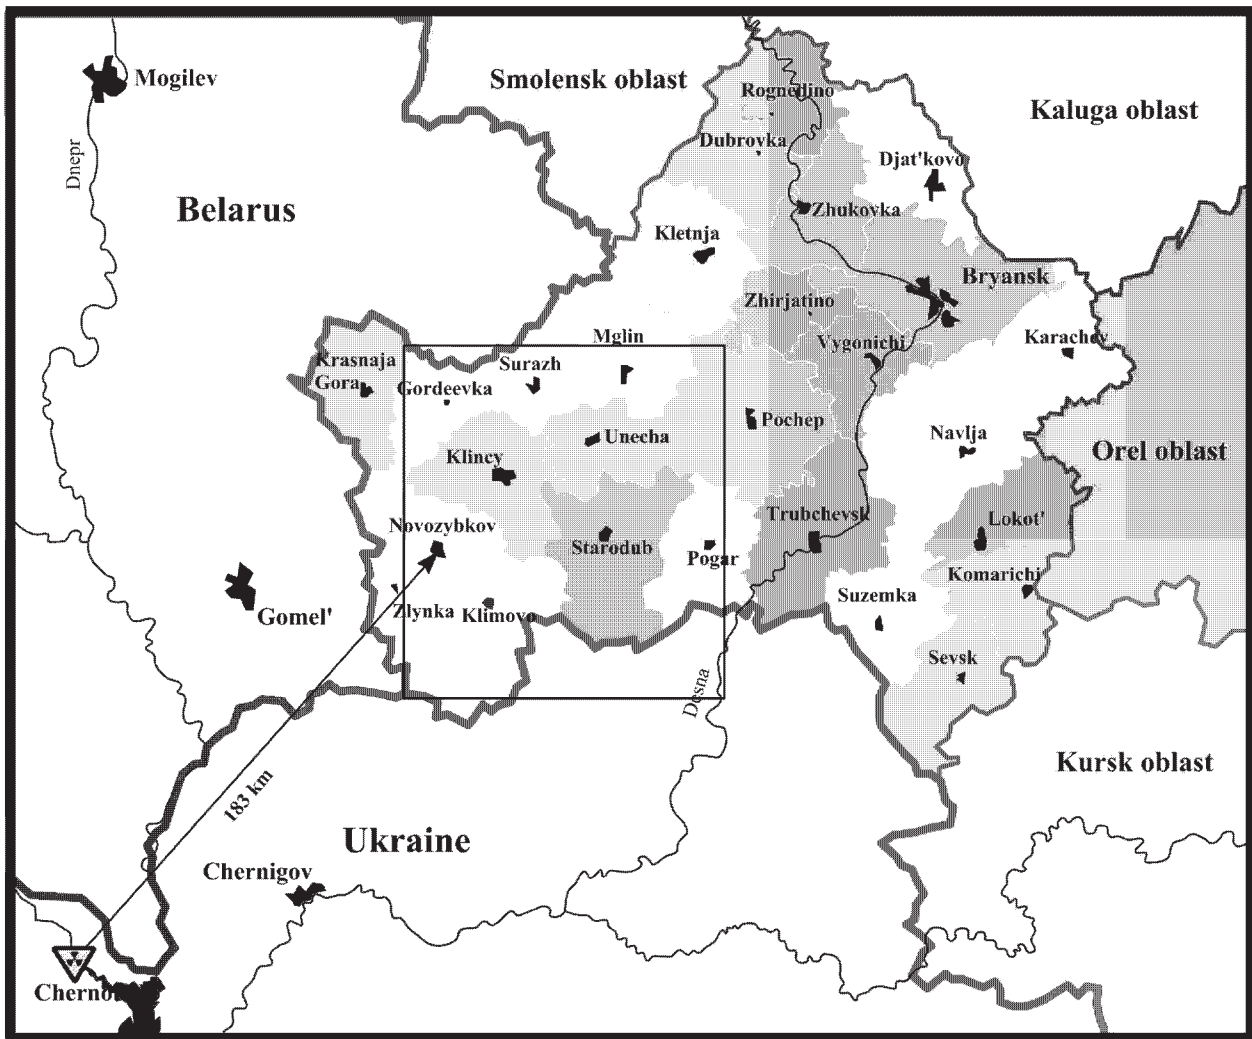 Mogilev
Smolensk oblast
Kaluga oblast
Rognedino
Dubrovka
Djat'kovo
Dnepr
Belarus
Zhukovka
Kletnja
Bryansk
Zhirjatino
Mglin
Vygonichi
Karachev
Krasnaja
Gora
Surazh
Gordeevka
Pochep
Unecha
Navlja
Orel oblast
Klincy
Novozybkov
Trubchevsk
Lokot'
Starodub
Pogar
Komarichi
Zlynka
Klimovo
Suzemka
Gomel'
Sevsk
Desna
183 km
Kursk oblast
Ukraine
Chernigov